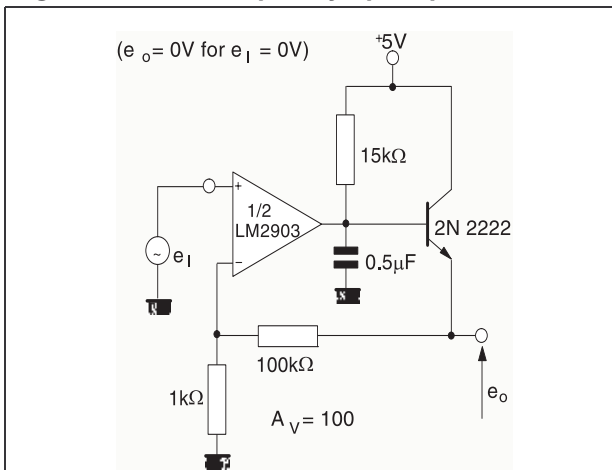 (e o = 0V for e I = 0V)
+5V
15kΩ
1/2
LM2903
2N 2222
+
-
e I
0.5μF
100kΩ
1kΩ
A V = 100
e o